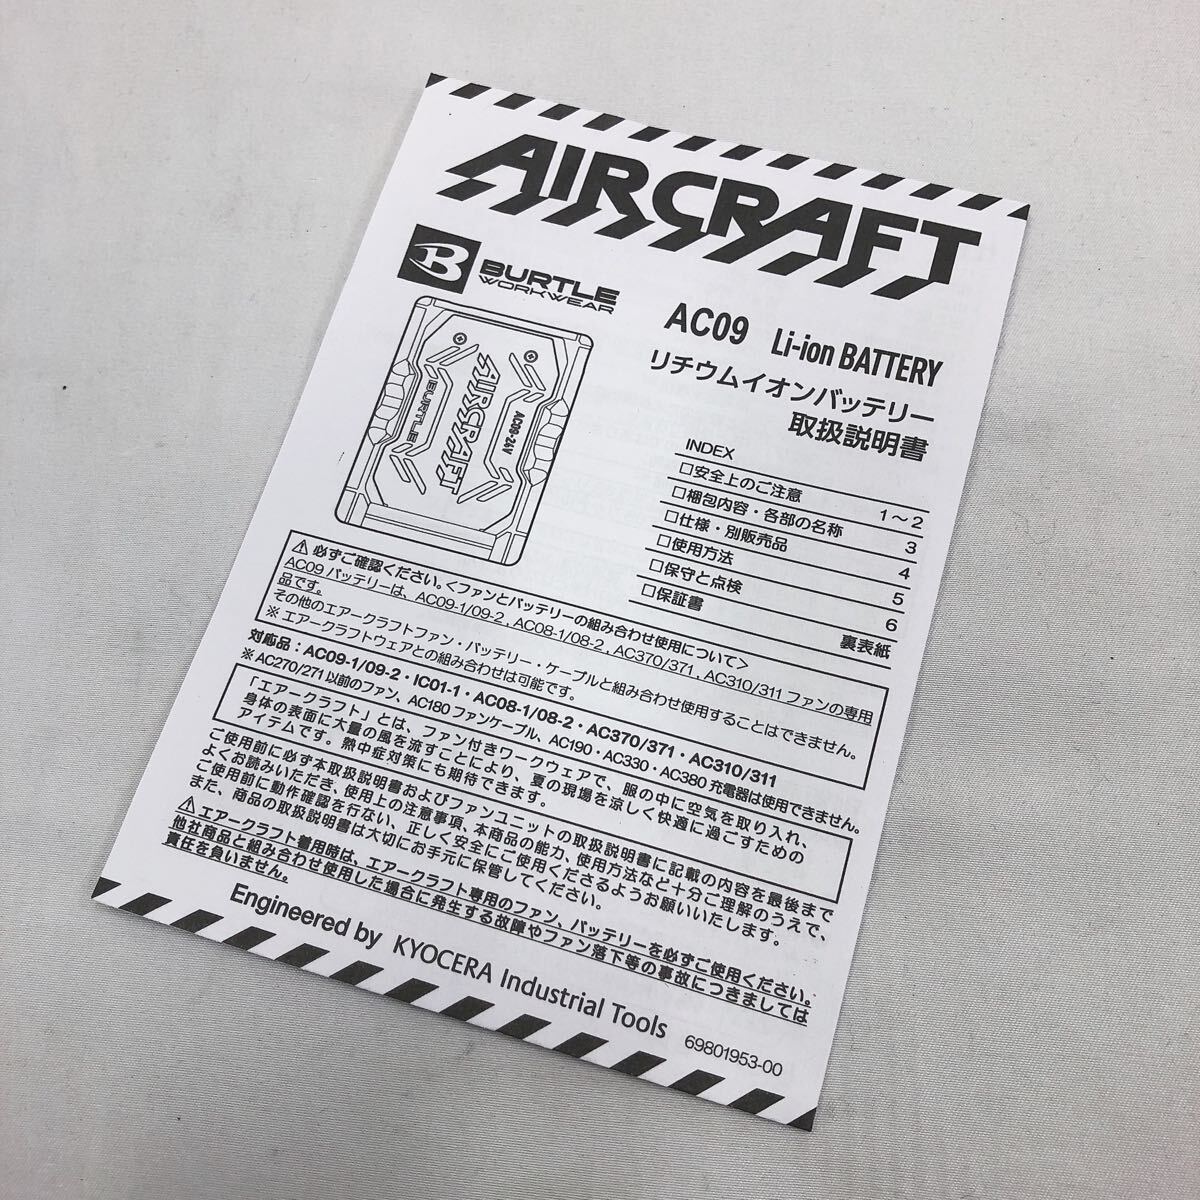 AIRCRAFT
BURTLE
WORKWEAR
AC09 Li-ion BATTERY
リチウムイオンバッテリー
取扱説明書
AIRCRAFT
BURTLE
AC09-24V
INDEX
□安全上のご注意 1～2
□梱包内容・各部の名称 3
□仕様・別販売品 4
□使用方法 5
□保守と点検 6
□保証書 裏表紙
⚠ 必ずご確認ください。<ファンとバッテリーの組み合わせ使用について>
AC09 バッテリーは、AC09-1/09-2 , AC08-1/08-2 , AC370/371 , AC310/311 ファンの専用
品です。
その他のエアークラフトファン・バッテリー・ケーブルと組み合わせ使用することはできません。
※ エアークラフトウェアとの組み合わせは可能です。
対応品：AC09-1/09-2・IC01-1・AC08-1/08-2・AC370/371・AC310/311
※ AC270/271 以前のファン、AC180 ファンケーブル、AC190・AC330・AC380 充電器は使用できません。
「エアークラフト」とは、ファン付きワークウェアで、服の中に空気を取り入れ、
身体の表面に大量の風を流すことにより、夏の現場を涼しく快適に過ごすための
アイテムです。熱中症対策にも期待できます。
ご使用前に必ず本取扱説明書およびファンユニットの取扱説明書に記載の内容を最後まで
よくお読みいただき、使用上の注意事項、本商品の能力、使用方法など十分ご理解のうえで、
ご使用前に動作確認を行ない、正しく安全にご使用くださるようお願いいたします。
また、商品の取扱説明書は大切にお手元に保管してください。
⚠ エアークラフト着用時は、エアークラフト専用のファン、バッテリーを必ずご使用ください。
他社商品と組み合わせ使用した場合に発生する故障やファン落下等の事故につきましては
責任を負いません。
Engineered by KYOCERA Industrial Tools
69801953-00